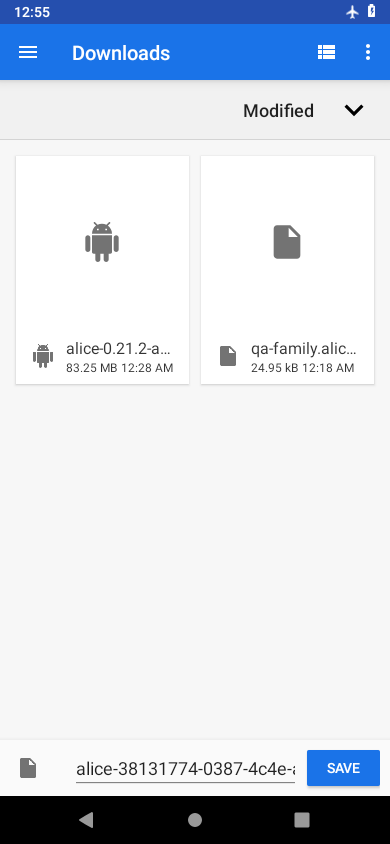 12:55
Downloads
Modified
alice-0.21.2-a...
83.25 MB 12:28 AM
qa-family.alic...
24.95 kB 12:18 AM
alice-38131774-0387-4c4e-
SAVE